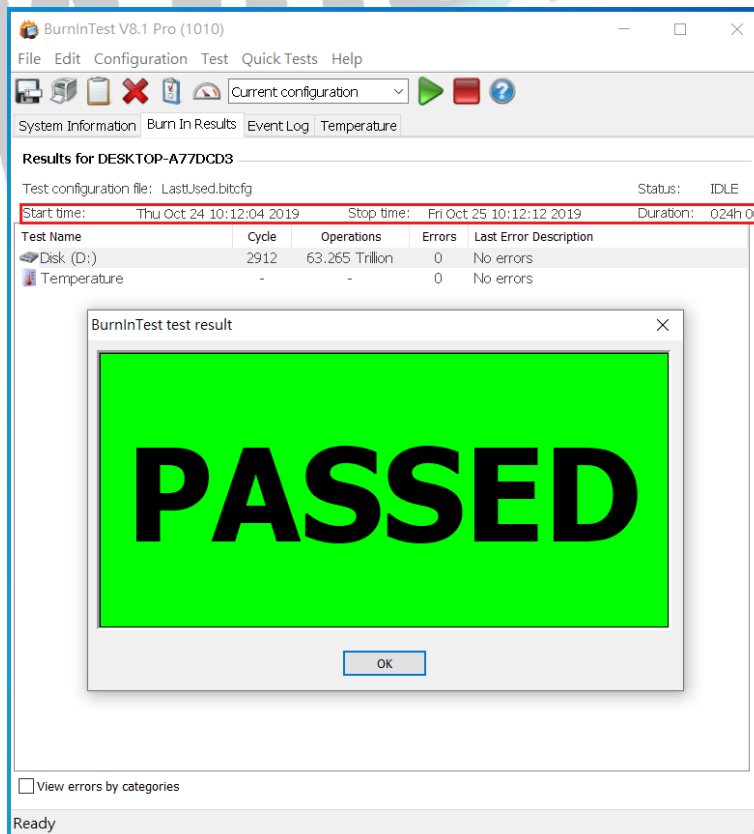 BurnInTest V8.1 Pro (1010)
File Edit Configuration Test Quick Tests Help
Current configuration
System Information Burn In Results Event Log Temperature
Results for DESKTOP-A77DCD3
Test configuration file: LastUsed.bitcfg Status: IDLE
Start time: Thu Oct 24 10:12:04 2019 Stop time: Fri Oct 25 10:12:12 2019 Duration: 024h 0
Test Name Cycle Operations Errors Last Error Description
Disk (D:) 2912 63.265 Trillion 0 No errors
Temperature - - 0 No errors
BurnInTest test result
PASSED
OK
View errors by categories
Ready